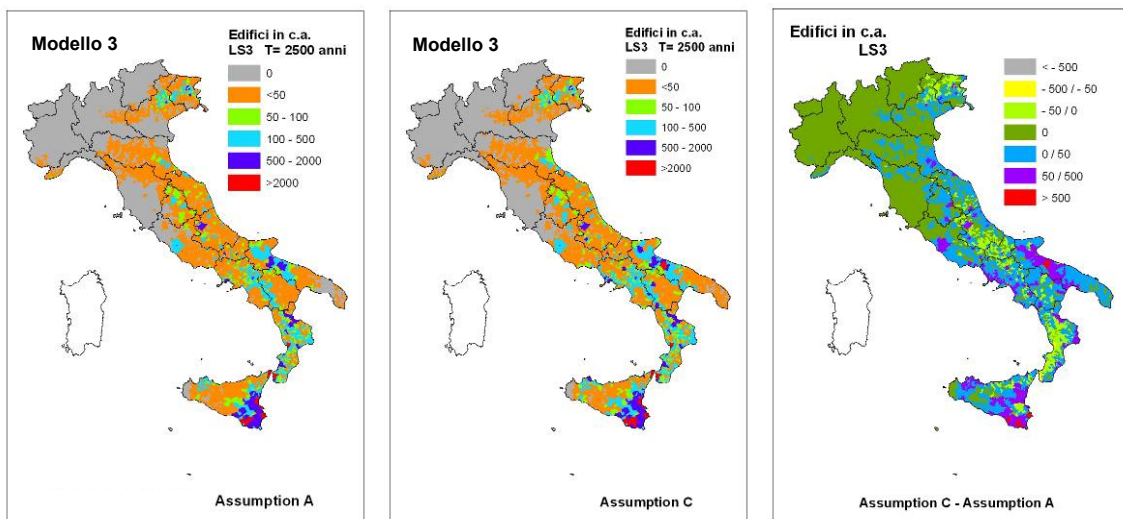 Modello 3
Edifici in c.a.
LS3 T= 2500 anni
0
<50
50 - 100
100 - 500
500 - 2000
>2000
Assumption A
Modello 3
Edifici in c.a.
LS3 T= 2500 anni
0
<50
50 - 100
100 - 500
500 - 2000
>2000
Assumption C
Edifici in c.a.
LS3
< - 500
- 500 / - 50
- 50 / 0
0
0 / 50
50 / 500
> 500
Assumption C - Assumption A